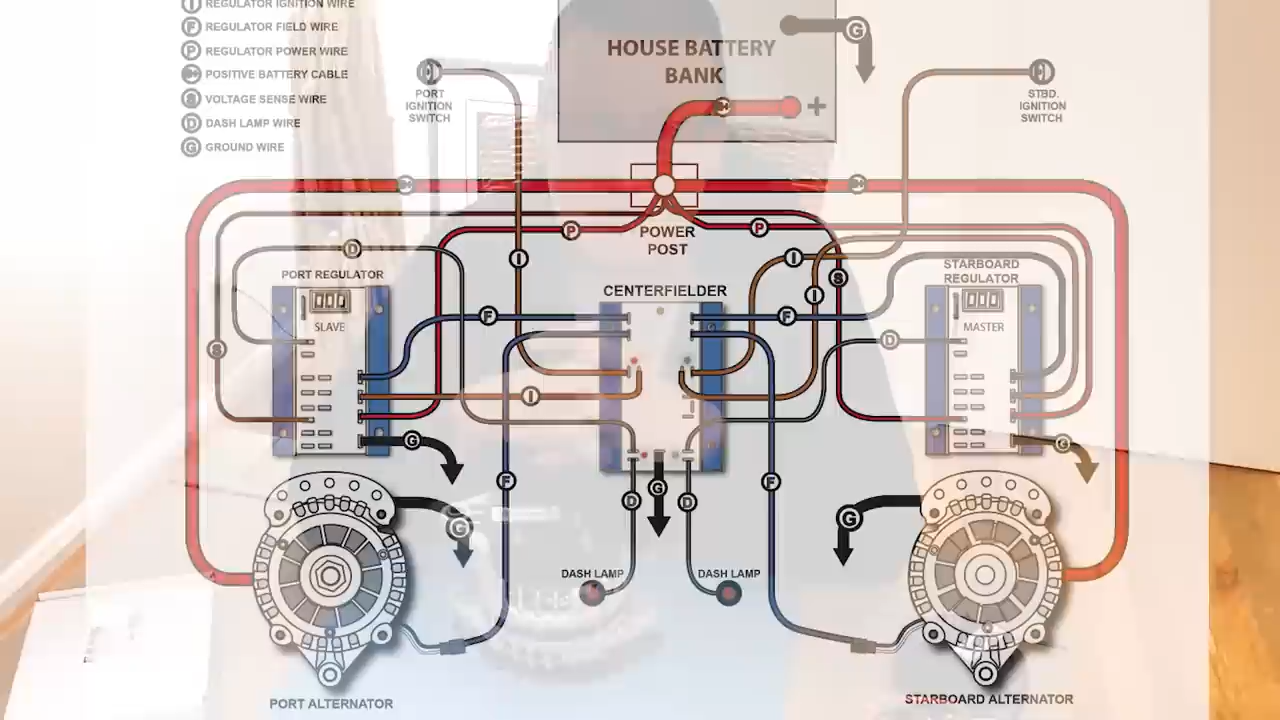 I REGULATOR IGNITION WIRE
F REGULATOR FIELD WIRE
P REGULATOR POWER WIRE
POSITIVE BATTERY CABLE
S VOLTAGE SENSE WIRE
D DASH LAMP WIRE
G GROUND WIRE
PORT
IGNITION
SWITCH
HOUSE BATTERY
BANK
+
G
STBD.
IGNITION
SWITCH
POWER
POST
P
P
D
I
I
S
I
PORT REGULATOR
SLAVE
CENTERFIELDER
STARBOARD
REGULATOR
MASTER
F
F
S
D
I
G
G
F
F
G
D
D
G
G
DASH LAMP
DASH LAMP
PORT ALTERNATOR
STARBOARD ALTERNATOR